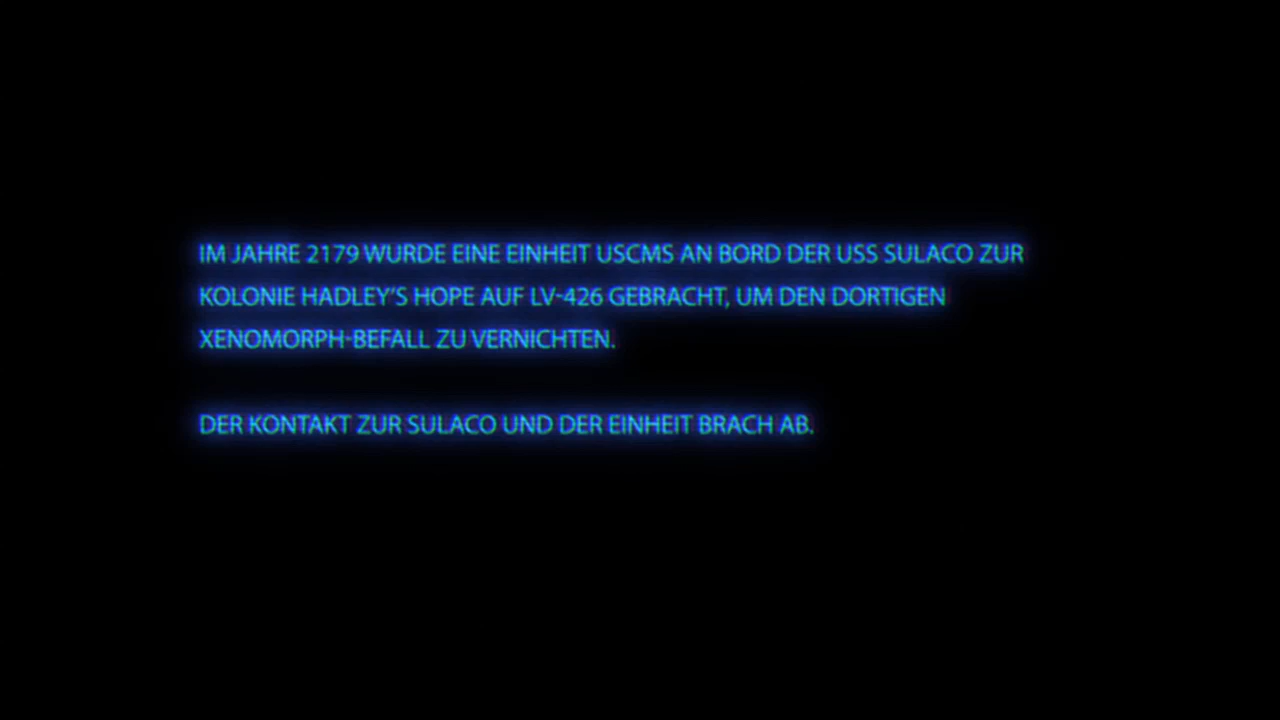 IM JAHRE 2179 WURDE EINE EINHEIT USCMS AN BORD DER USS SULACO ZUR
KOLONIE HADLEY'S HOPE AUF LV-426 GEBRACHT, UM DEN DORTIGEN
XENOMORPH-BEFALL ZU VERNICHTEN.
DER KONTAKT ZUR SULACO UND DER EINHEIT BRACH AB.